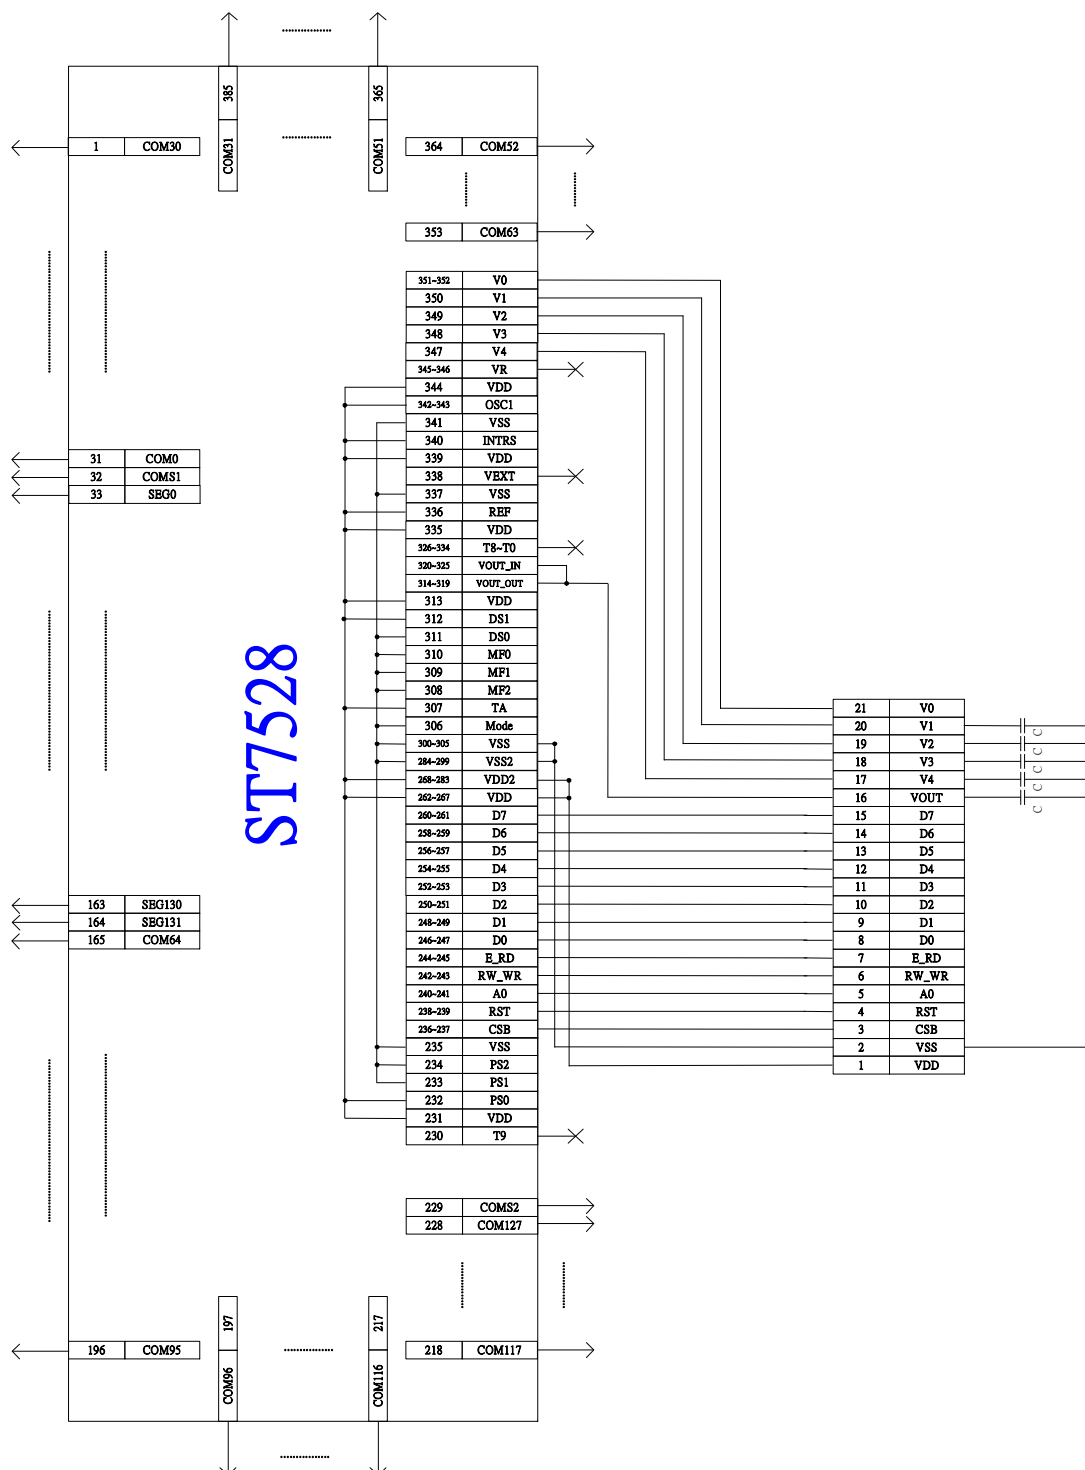 385
365
COM31
COM51
1 COM30
364 COM52
353 COM63
351~352 V0
350 V1
349 V2
348 V3
347 V4
345~346 VR
344 VDD
342~343 OSC1
341 VSS
340 INTRS
339 VDD
338 VEXT
337 VSS
336 REF
335 VDD
326~334 T8~T0
320~325 VOUT_IN
314~319 VOUT_OUT
313 VDD
312 DS1
311 DS0
310 MF0
309 MF1
308 MF2
307 TA
306 Mode
300~305 VSS
284~299 VSS2
268~283 VDD2
262~267 VDD
260~261 D7
258~259 D6
256~257 D5
254~255 D4
252~253 D3
250~251 D2
248~249 D1
246~247 D0
244~245 E_RD
242~243 RW_WR
240~241 A0
238~239 RST
236~237 CSB
235 VSS
234 PS2
233 PS1
232 PS0
231 VDD
230 T9
229 COMS2
228 COM127
218 COM117
31 COM0
32 COMS1
33 SEG0
ST7528
163 SEG130
164 SEG131
165 COM64
196 COM95
197
217
COM96
COM116
21 V0
20 V1
19 V2
18 V3
17 V4
16 VOUT
15 D7
14 D6
13 D5
12 D4
11 D3
10 D2
9 D1
8 D0
7 E_RD
6 RW_WR
5 A0
4 RST
3 CSB
2 VSS
1 VDD
C
C
C
C
C